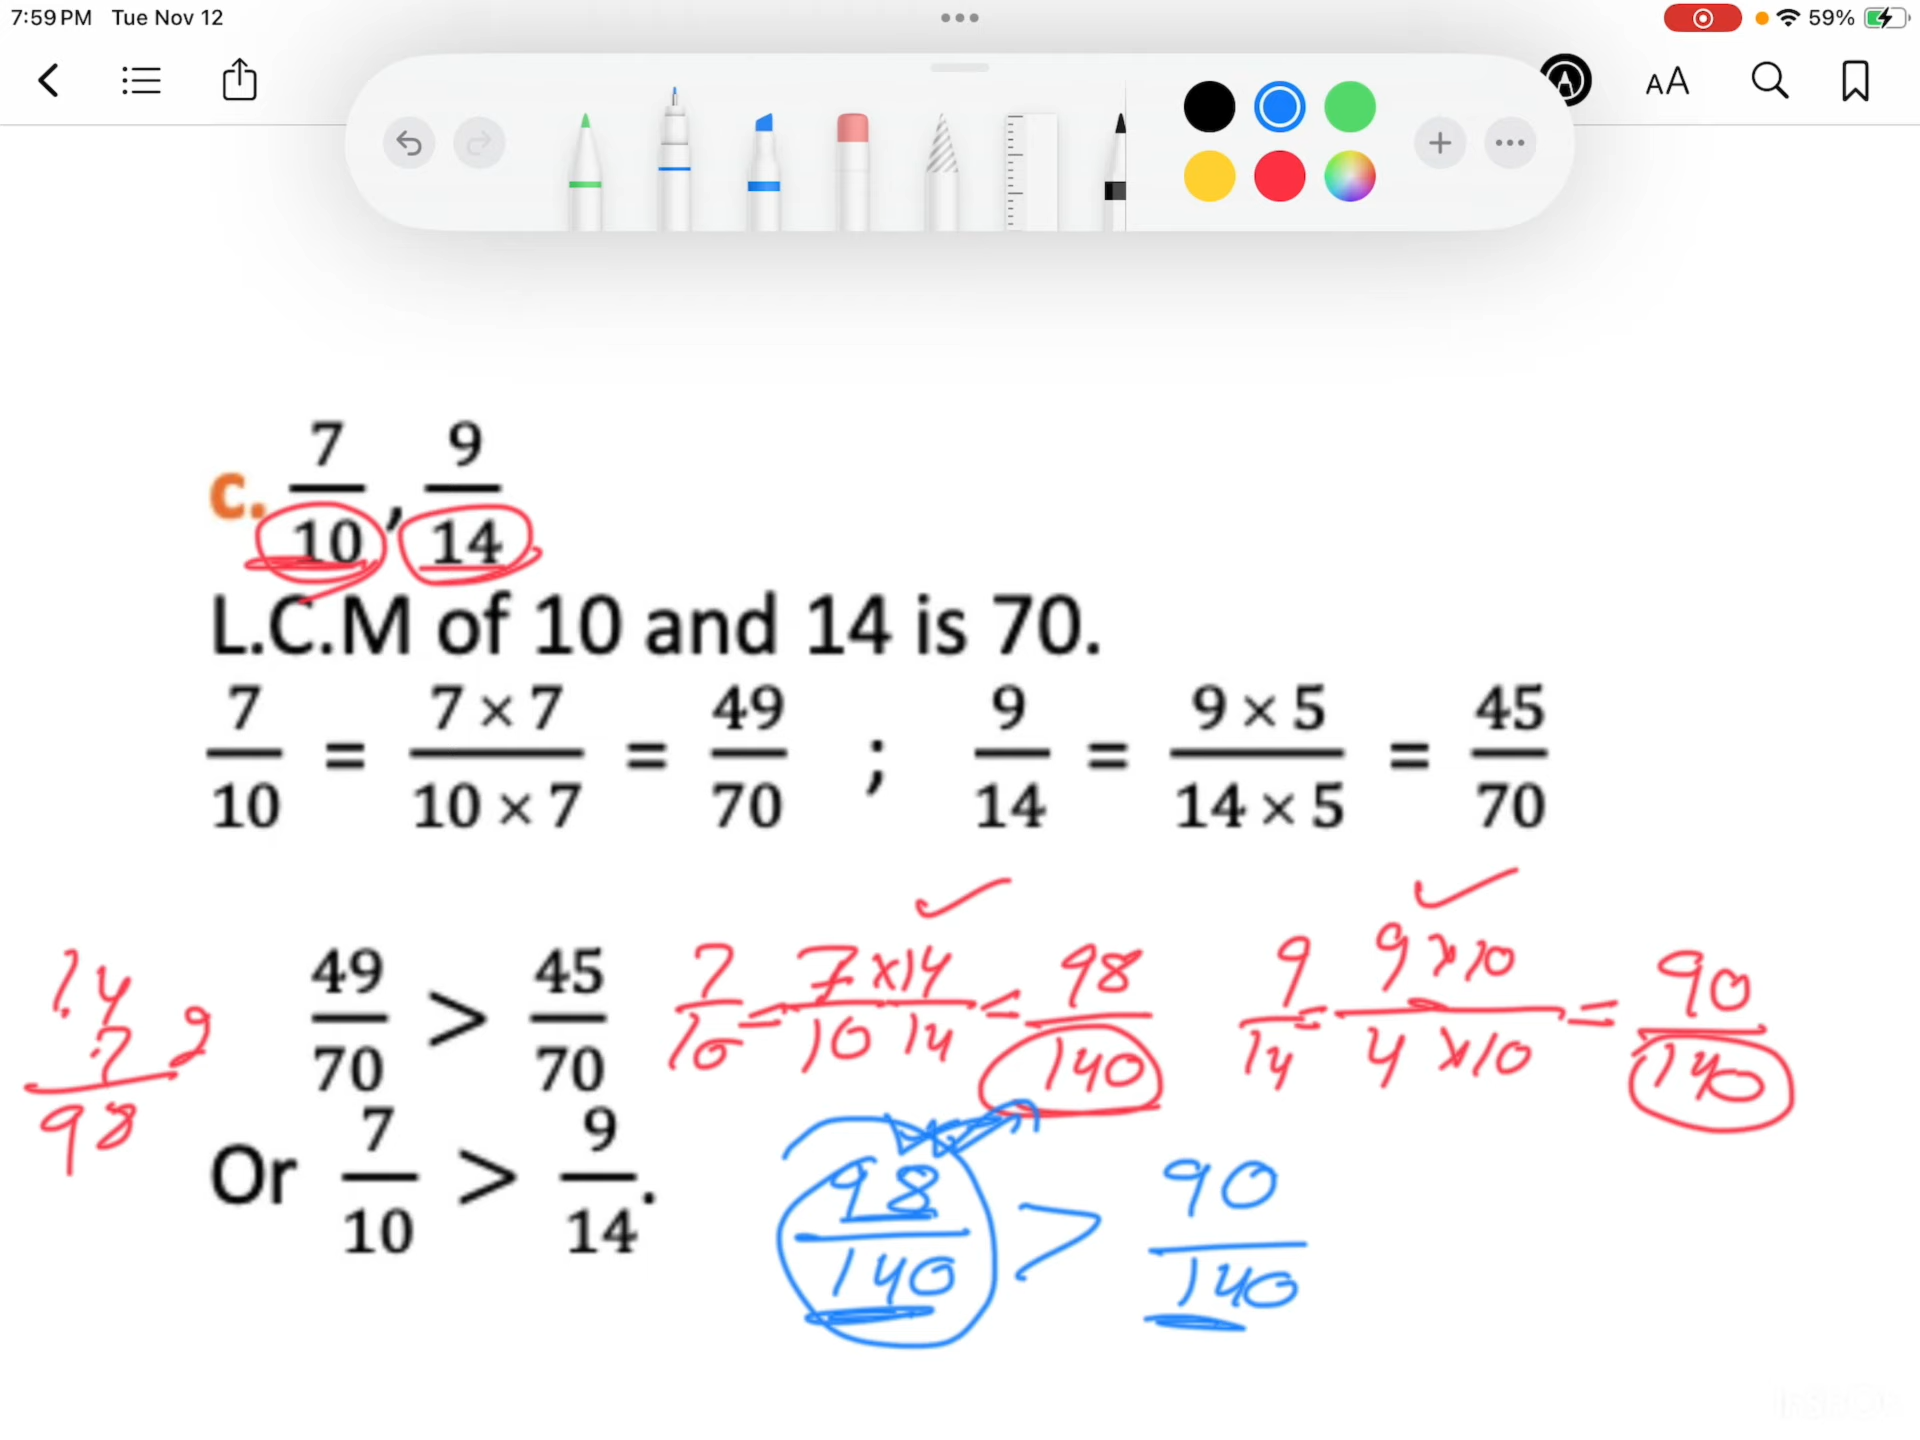 7:59 PM Tue Nov 12 59%
AA
c. 7/10 , 9/14
L.C.M of 10 and 14 is 70.
7/10 = 7 × 7/10 × 7 = 49/70 ; 9/14 = 9 × 5/14 × 5 = 45/70
14
7 2
98
49/70 > 45/70
7/10 = 7 × 14/10 14 = 98/140
9/14 = 9 × 10/4 × 10 = 90/140
Or 7/10 > 9/14.
98/140 > 90/140